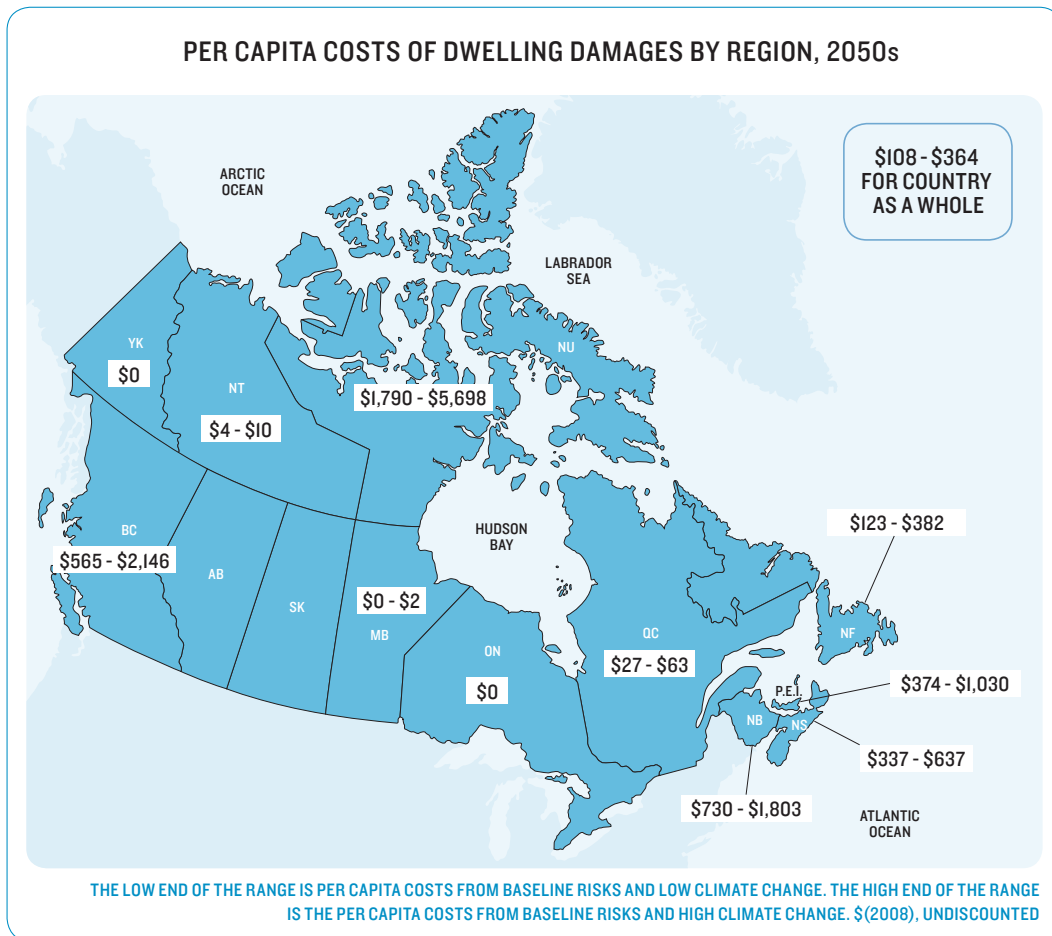 PER CAPITA COSTS OF DWELLING DAMAGES BY REGION, 2050s
$108 - $364
FOR COUNTRY
AS A WHOLE
ARCTIC
OCEAN
LABRADOR
SEA
YK
$0
NT
$4 - $10
NU
$1,790 - $5,698
BC
$565 - $2,146
AB
SK
$0 - $2
MB
HUDSON
BAY
ON
$0
QC
$27 - $63
$123 - $382
NF
P.E.I.
$374 - $1,030
NB
NS
$337 - $637
$730 - $1,803
ATLANTIC
OCEAN
THE LOW END OF THE RANGE IS PER CAPITA COSTS FROM BASELINE RISKS AND LOW CLIMATE CHANGE. THE HIGH END OF THE RANGE
IS THE PER CAPITA COSTS FROM BASELINE RISKS AND HIGH CLIMATE CHANGE. $(2008), UNDISCOUNTED